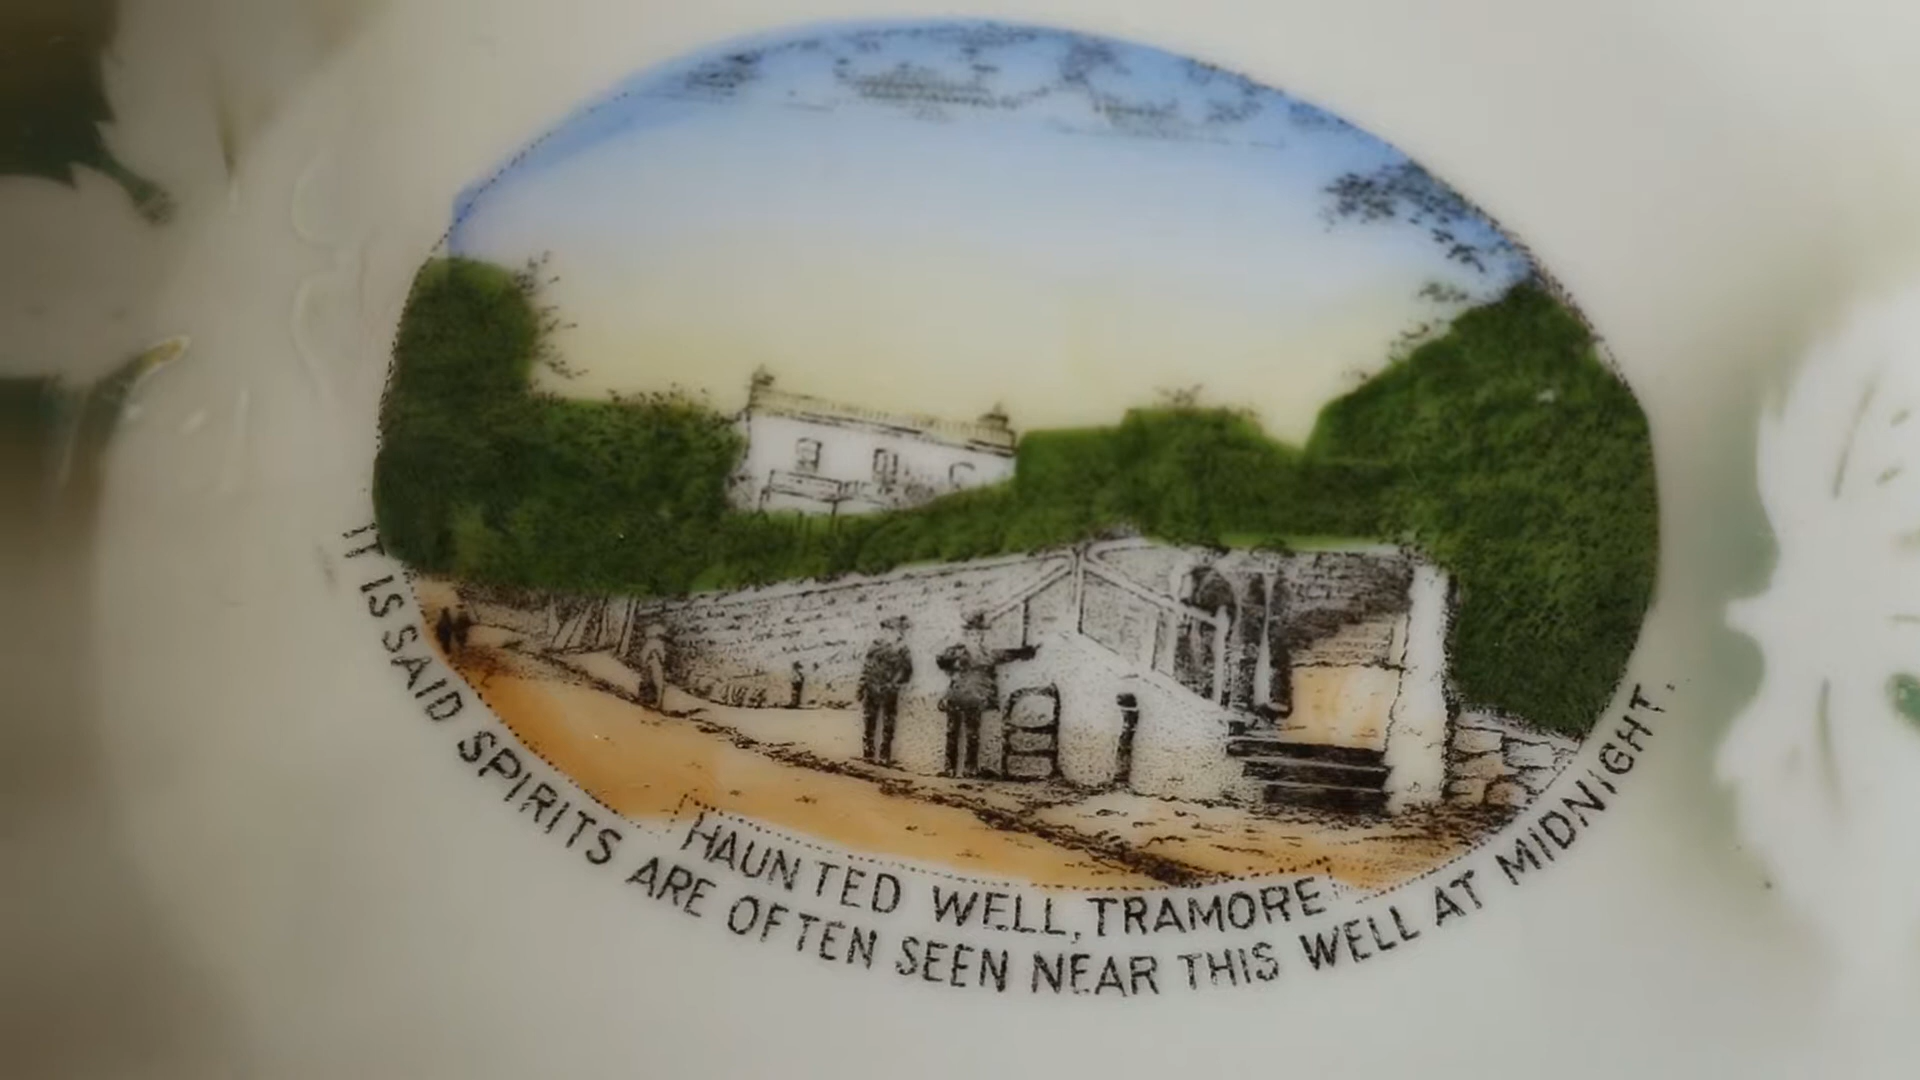 HAUNTED WELL, TRAMORE
IT IS SAID SPIRITS ARE OFTEN SEEN NEAR THIS WELL AT MIDNIGHT.